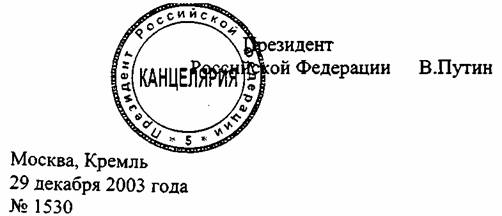 Президент Российской Федерации
КАНЦЕЛЯРИЯ
* 5 *
Президент
Российской Федерации В.Путин
Москва, Кремль
29 декабря 2003 года
№ 1530